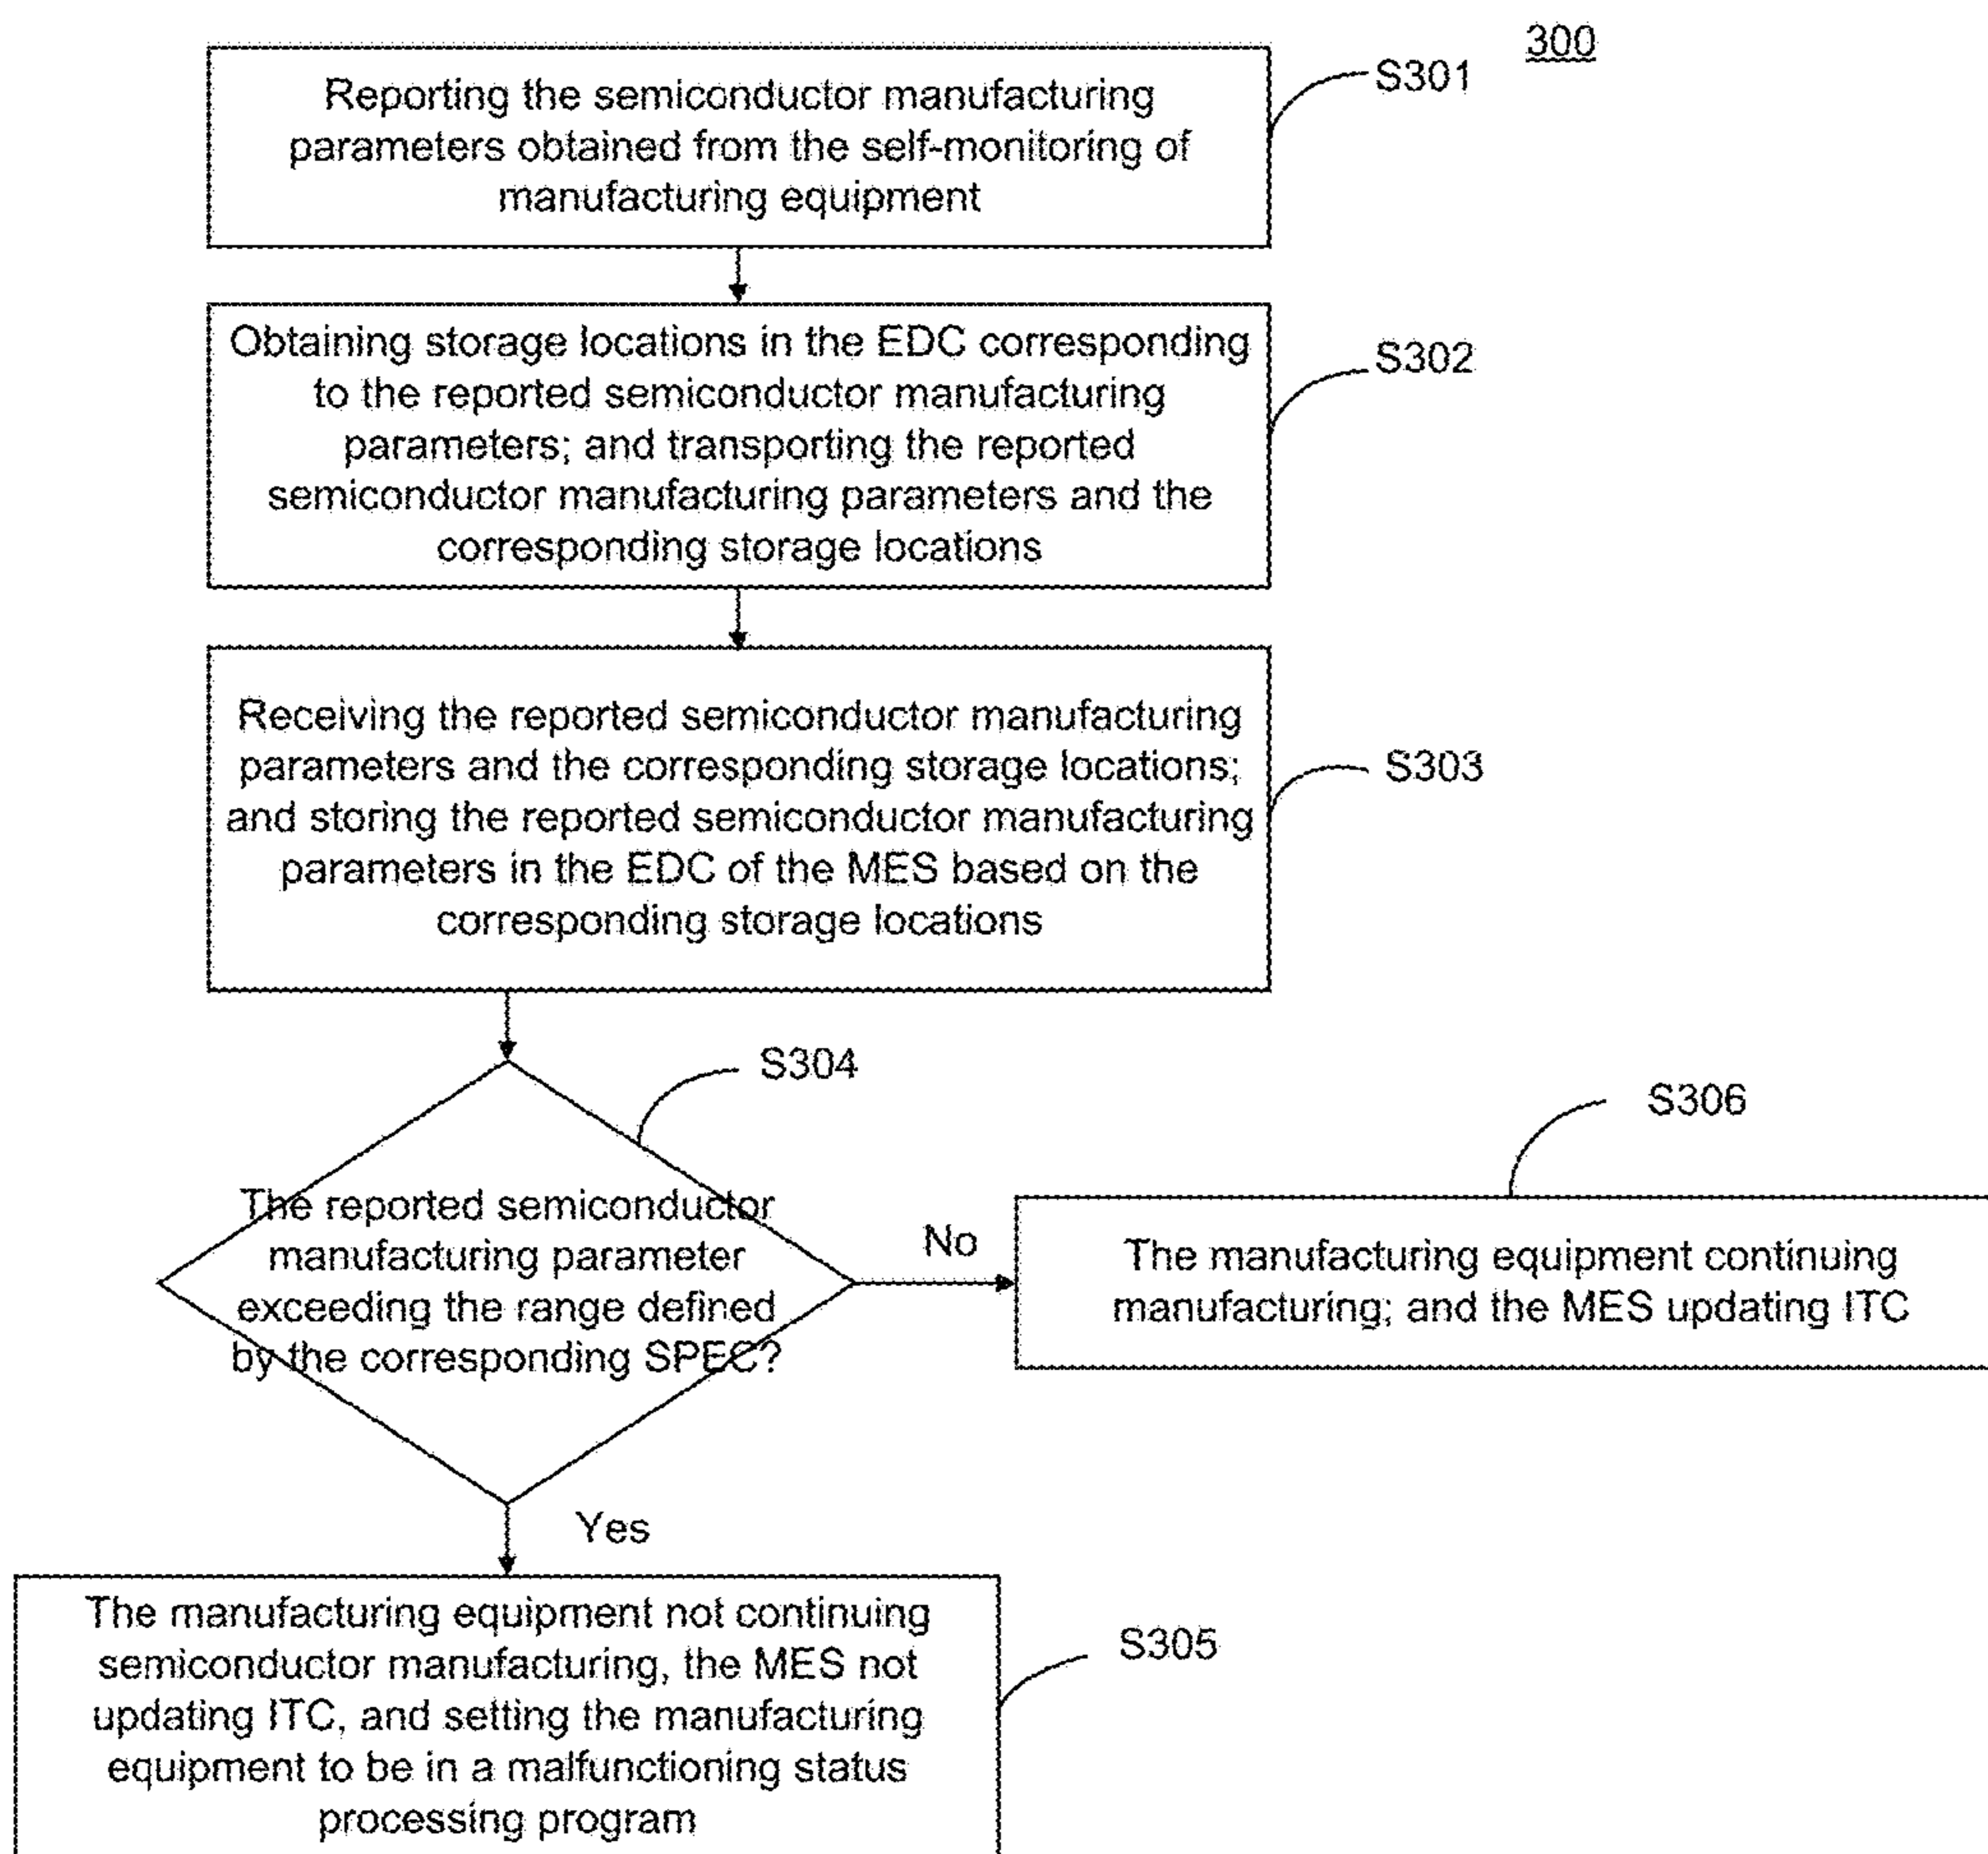 300
S301
Reporting the semiconductor manufacturing
parameters obtained from the self-monitoring of
manufacturing equipment
S302
Obtaining storage locations in the EDC corresponding
to the reported semiconductor manufacturing
parameters; and transporting the reported
semiconductor manufacturing parameters and the
corresponding storage locations
S303
Receiving the reported semiconductor manufacturing
parameters and the corresponding storage locations;
and storing the reported semiconductor manufacturing
parameters in the EDC of the MES based on the
corresponding storage locations
S304
The reported semiconductor
manufacturing parameter
exceeding the range defined
by the corresponding SPEC?
No
S306
The manufacturing equipment continuing
manufacturing; and the MES updating ITC
Yes
S305
The manufacturing equipment not continuing
semiconductor manufacturing, the MES not
updating ITC, and setting the manufacturing
equipment to be in a malfunctioning status
processing program